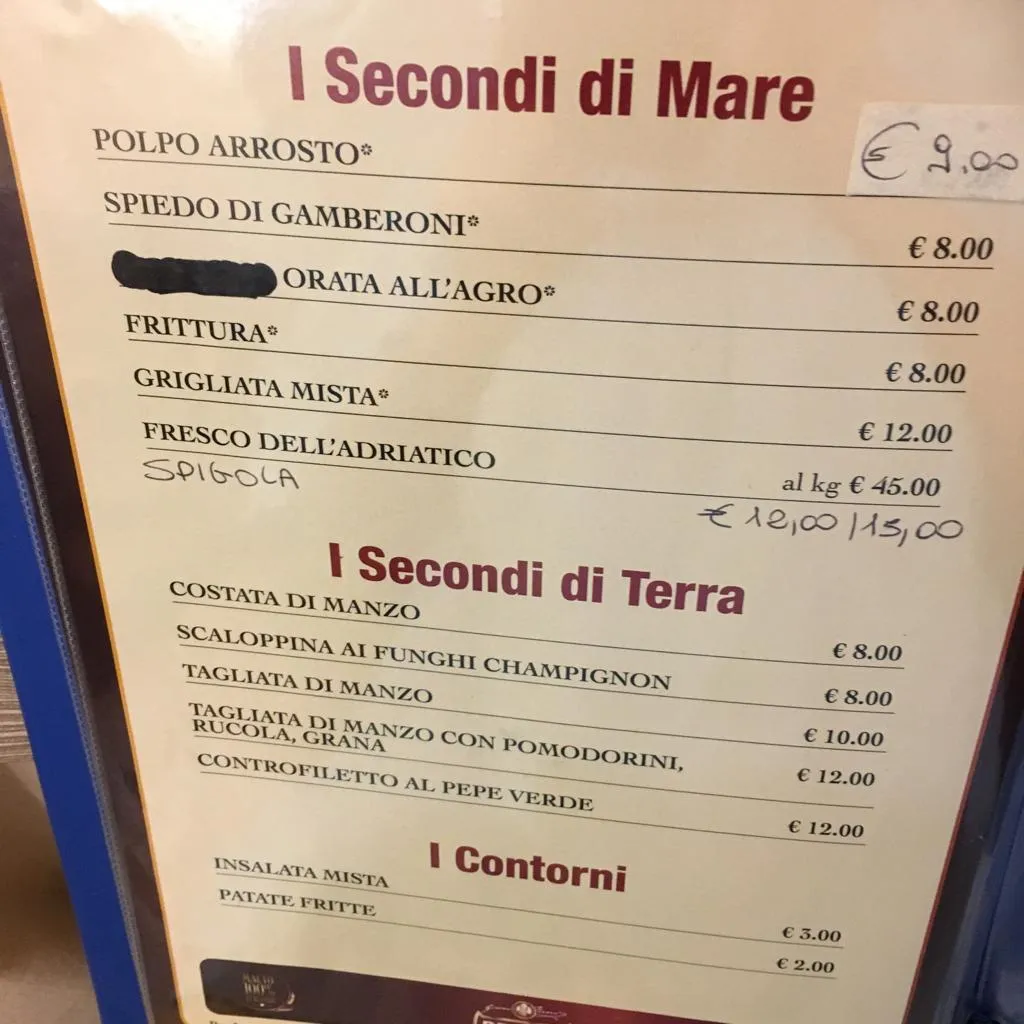 I Secondi di Mare
POLPO ARROSTO* € 9.00
SPIEDO DI GAMBERONI* € 8.00
ORATA ALL'AGRO* € 8.00
FRITTURA* € 8.00
GRIGLIATA MISTA* € 12.00
FRESCO DELL'ADRIATICO al kg € 45.00
SPIGOLA € 12,00/15,00
I Secondi di Terra
COSTATA DI MANZO € 8.00
SCALOPPINA AI FUNGHI CHAMPIGNON € 8.00
TAGLIATA DI MANZO € 10.00
TAGLIATA DI MANZO CON POMODORINI,
RUCOLA, GRANA € 12.00
CONTROFILETTO AL PEPE VERDE € 12.00
I Contorni
INSALATA MISTA € 3.00
PATATE FRITTE € 2.00